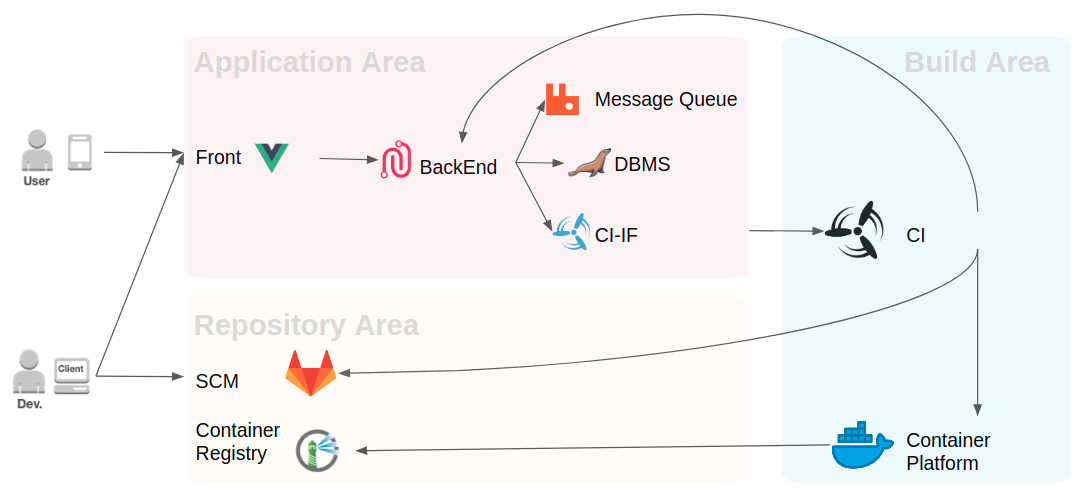 Application Area
Build Area
Message Queue
User
Front
BackEnd
DBMS
CI-IF
CI
Repository Area
Client
Dev.
SCM
Container
Registry
Container
Platform